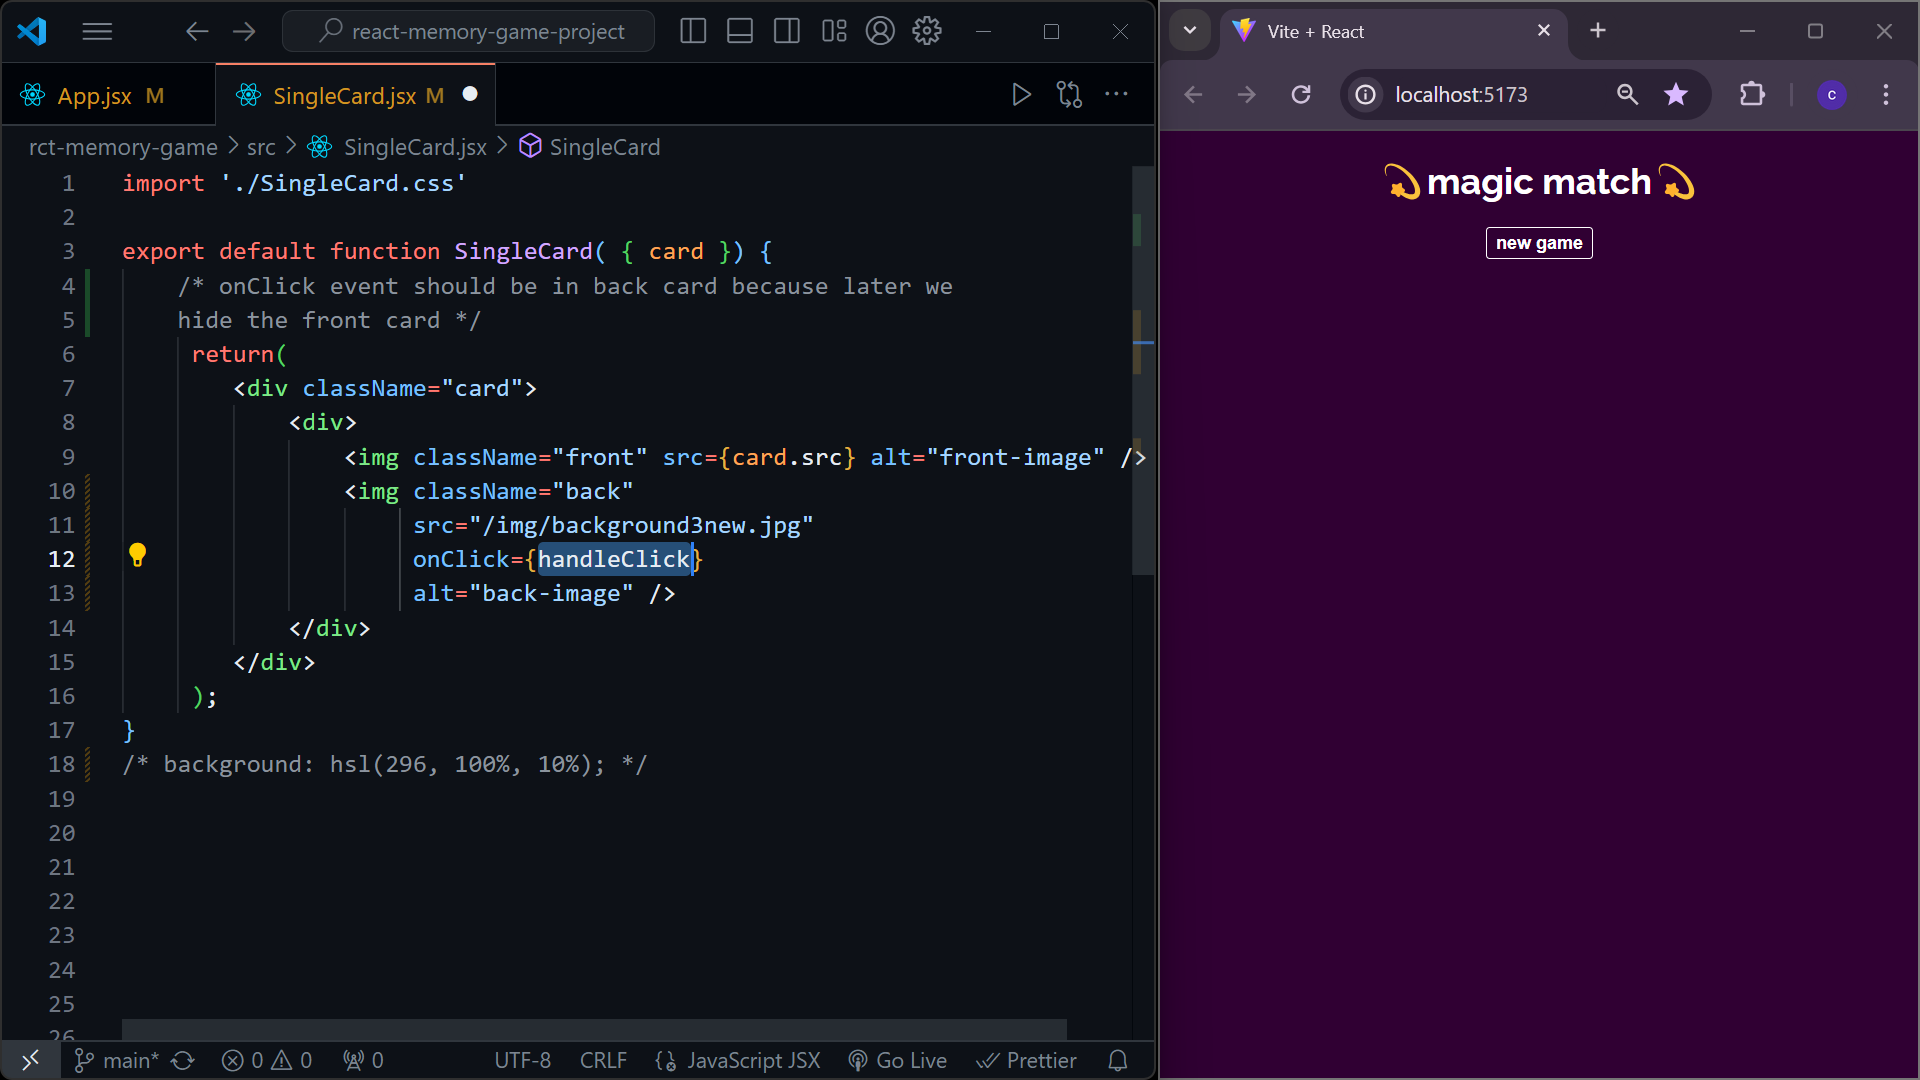 react-memory-game-project
App.jsx M
SingleCard.jsx M
rct-memory-game > src > SingleCard.jsx > SingleCard
1 import './SingleCard.css'
2
3 export default function SingleCard( { card }) {
4 /* onClick event should be in back card because later we
5 hide the front card */
6 return(
7 <div className="card">
8 <div>
9 <img className="front" src={card.src} alt="front-image" />
10 <img className="back"
11 src="/img/background3new.jpg"
12 onClick={handleClick}
13 alt="back-image" />
14 </div>
15 </div>
16 );
17 }
18 /* background: hsl(296, 100%, 10%); */
19
20
21
22
23
24
25
26
main* 0 0 0 UTF-8 CRLF JavaScript JSX Go Live Prettier
Vite + React
localhost:5173
c
magic match
new game